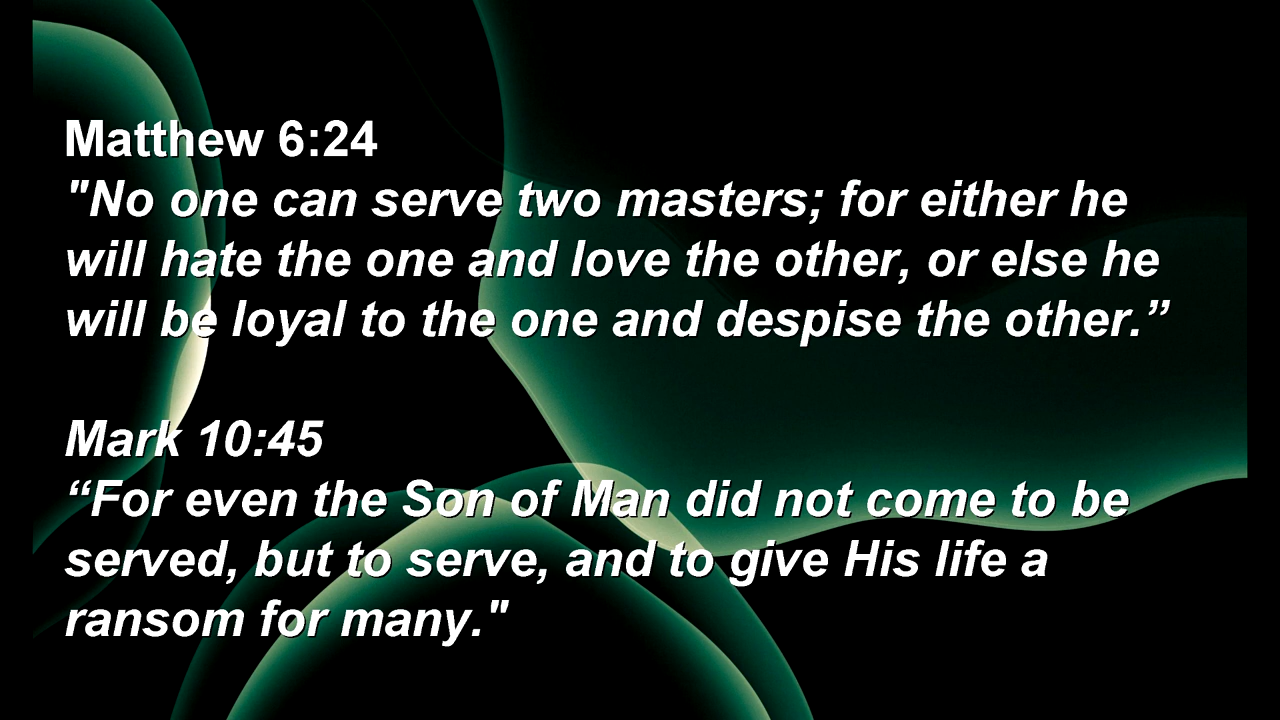 Matthew 6:24
"No one can serve two masters; for either he
will hate the one and love the other, or else he
will be loyal to the one and despise the other.”
Mark 10:45
“For even the Son of Man did not come to be
served, but to serve, and to give His life a
ransom for many."